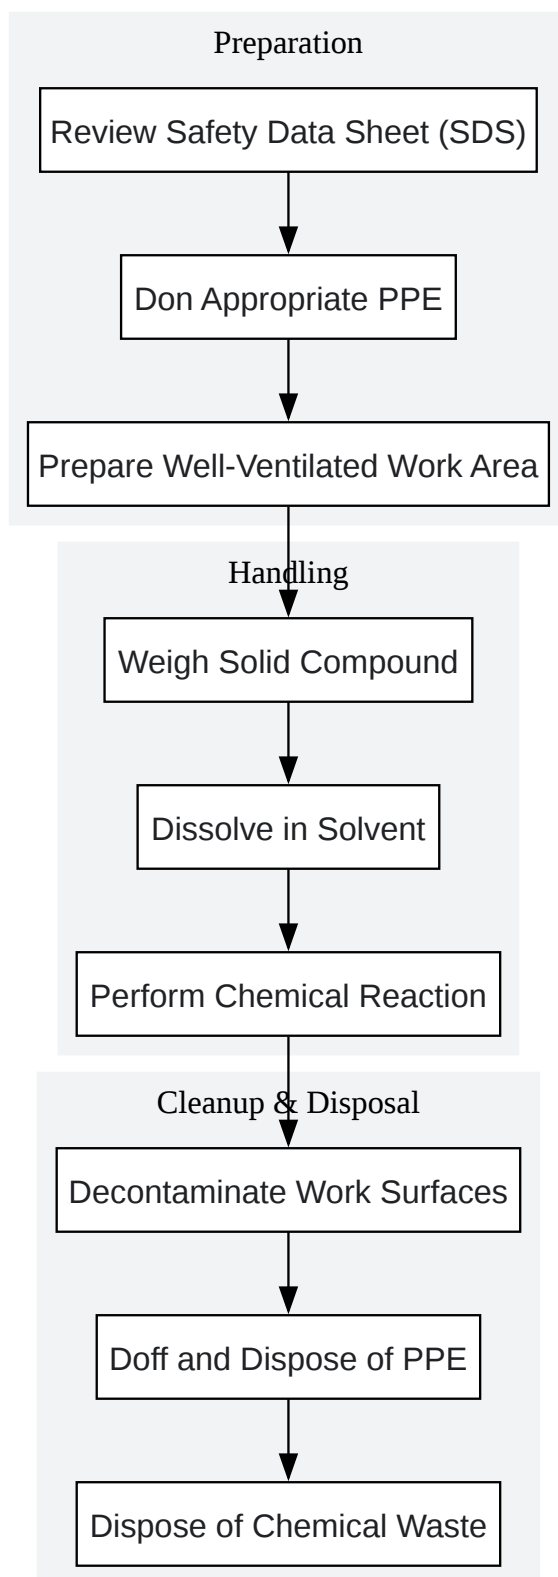 Preparation
Review Safety Data Sheet (SDS)
Don Appropriate PPE
Prepare Well-Ventilated Work Area
Handling
Weigh Solid Compound
Dissolve in Solvent
Perform Chemical Reaction
Cleanup & Disposal
Decontaminate Work Surfaces
Doff and Dispose of PPE
Dispose of Chemical Waste